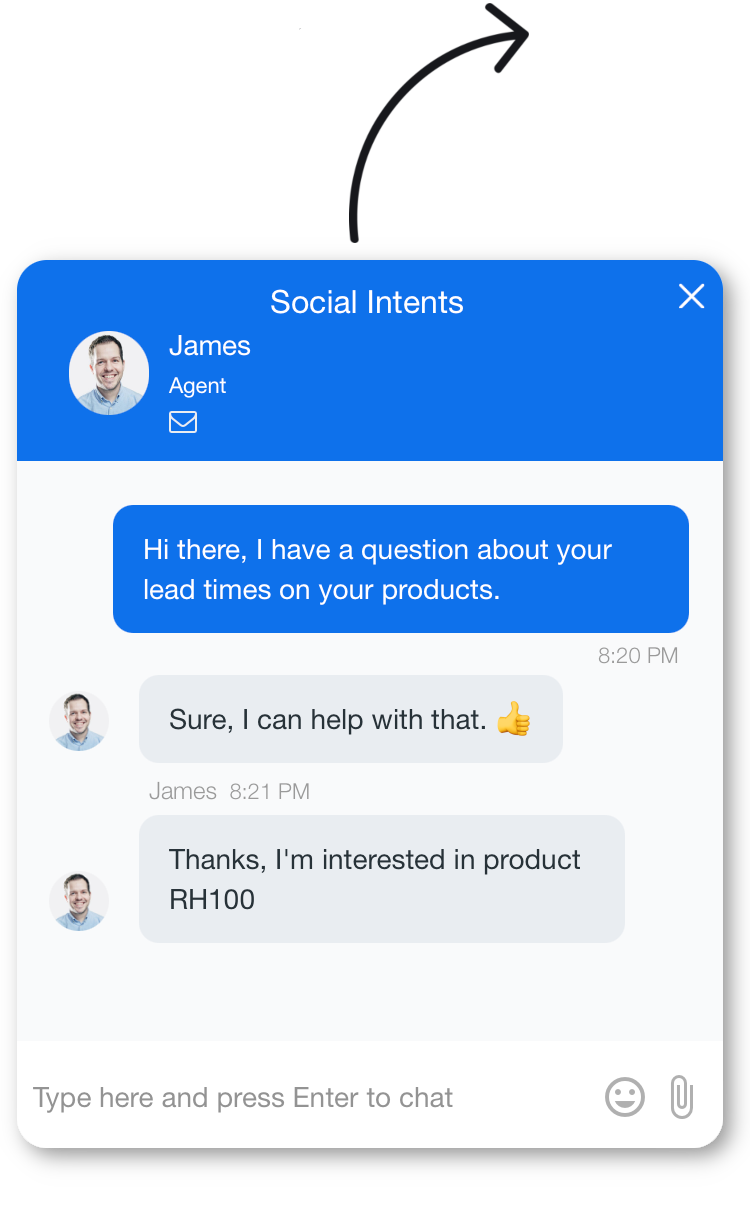 Social Intents
James
Agent
Hi there, I have a question about your
lead times on your products.
8:20 PM
Sure, I can help with that. 👍
James 8:21 PM
Thanks, I'm interested in product
RH100
Type here and press Enter to chat